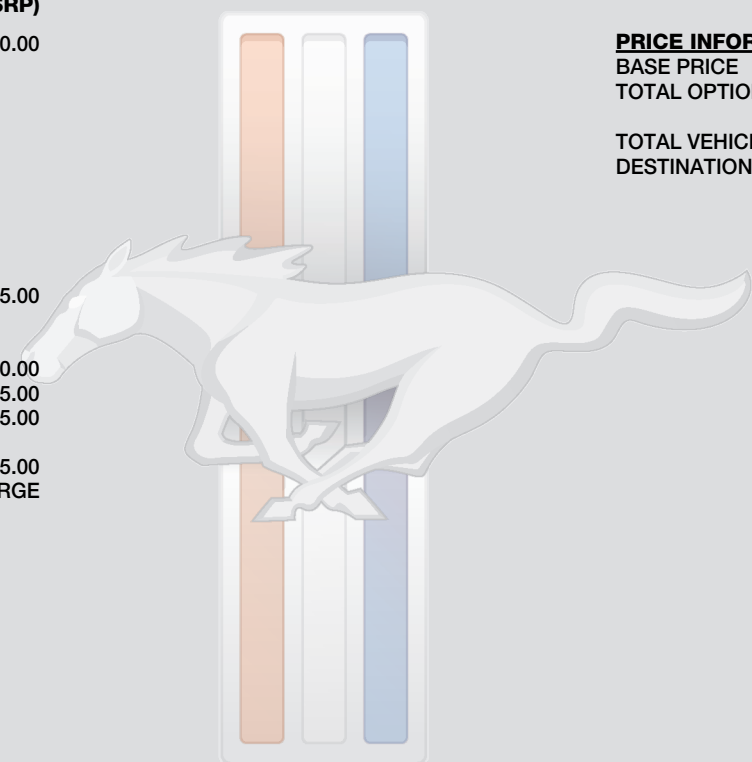 SRP)
0.00
5.00
0.00
5.00
5.00
5.00
RGE
PRICE INFOR
BASE PRICE
TOTAL OPTION
TOTAL VEHICL
DESTINATION